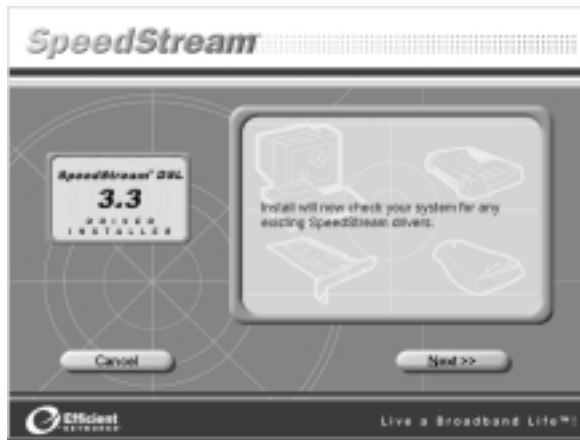 SpeedStream
SpeedStream® DSL
3.3
DRIVER
INSTALLER
Install will now check your system for any
existing SpeedStream drivers.
Cancel
Next >>
Efficient
NETWORKS®
Live a Broadband Life™!